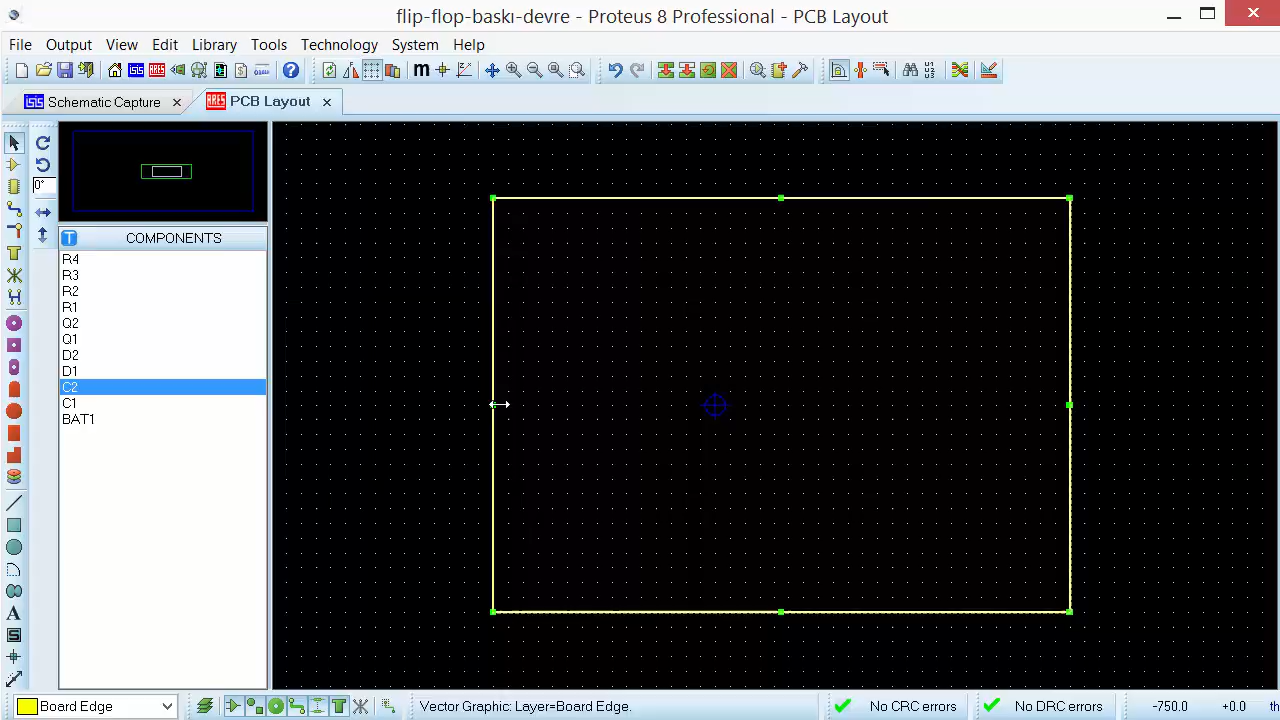 flip-flop-baskı-devre - Proteus 8 Professional - PCB Layout
File Output View Edit Library Tools Technology System Help
Schematic Capture PCB Layout
0°
COMPONENTS
R4
R3
R2
R1
Q2
Q1
D2
D1
C2
C1
BAT1
Board Edge
Vector Graphic: Layer=Board Edge.
No CRC errors
No DRC errors
-750.0
+0.0